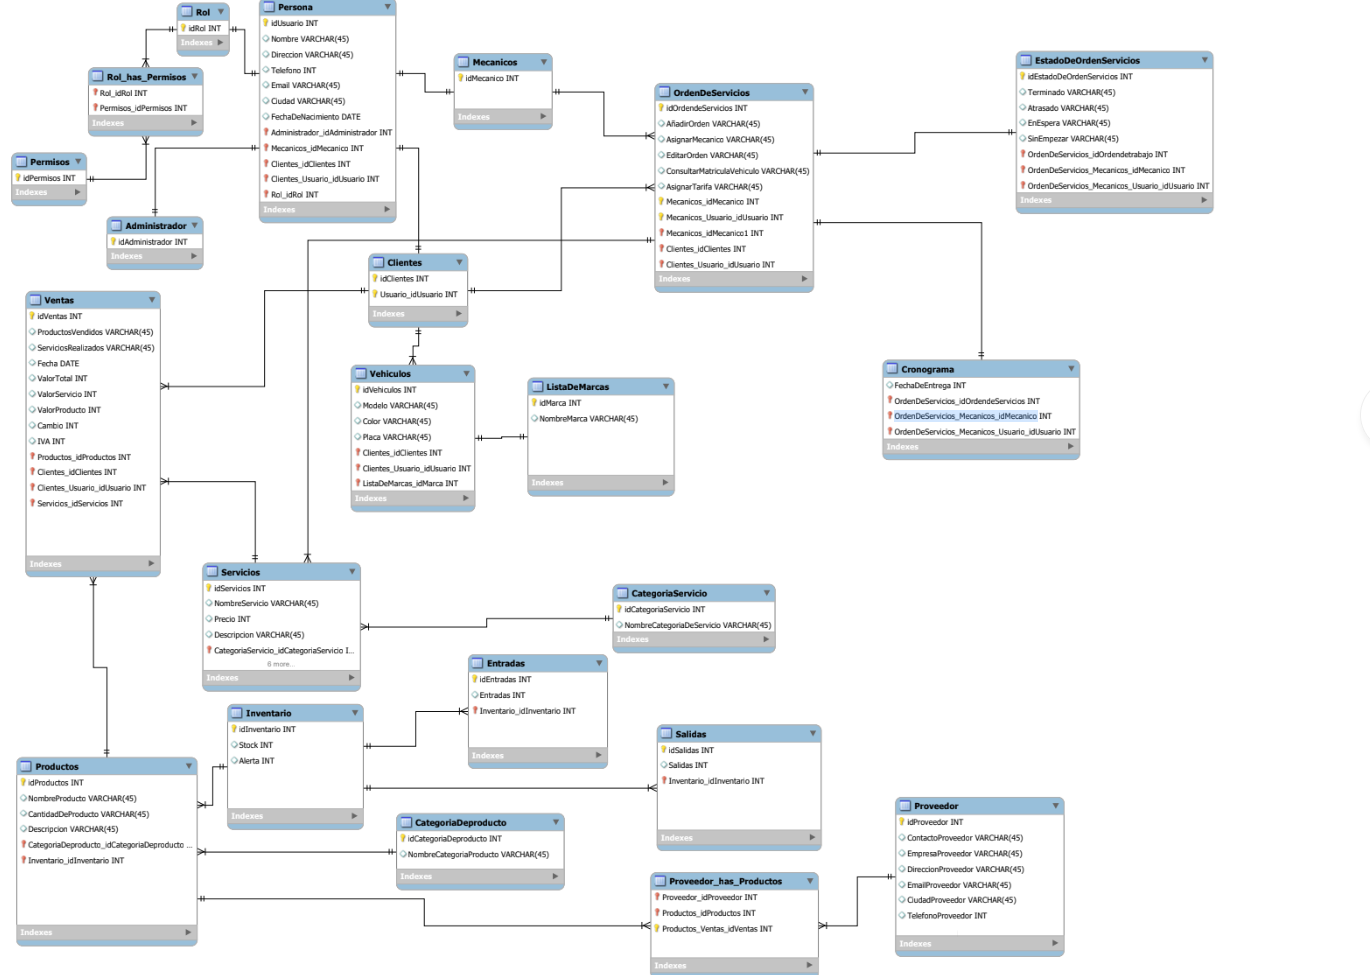 Rol
idRol INT
Indexes
Persona
idUsuario INT
Nombre VARCHAR(45)
Direccion VARCHAR(45)
Telefono INT
Email VARCHAR(45)
Ciudad VARCHAR(45)
FechaDeNacimiento DATE
Administrador_idAdministrador INT
Mecanicos_idMecanico INT
Clientes_idClientes INT
Clientes_Usuario_idUsuario INT
Rol_idRol INT
Indexes
Rol_has_Permisos
Rol_idRol INT
Permisos_idPermisos INT
Indexes
Permisos
idPermisos INT
Indexes
Administrador
idAdministrador INT
Indexes
Mecanicos
idMecanico INT
Indexes
OrdenDeServicios
idOrdendeServicios INT
AñadirOrden VARCHAR(45)
AsignarMecanico VARCHAR(45)
EditarOrden VARCHAR(45)
ConsultarMatriculaVehiculo VARCHAR(45)
AsignarTarifa VARCHAR(45)
Mecanicos_idMecanico INT
Mecanicos_Usuario_idUsuario INT
Mecanicos_idMecanico1 INT
Clientes_idClientes INT
Clientes_Usuario_idUsuario INT
Indexes
EstadoDeOrdenServicios
idEstadoDeOrdenServicios INT
Terminado VARCHAR(45)
Atrasado VARCHAR(45)
EnEspera VARCHAR(45)
SinEmpezar VARCHAR(45)
OrdenDeServicios_idOrdendetrabajo INT
OrdenDeServicios_Mecanicos_idMecanico INT
OrdenDeServicios_Mecanicos_Usuario_idUsuario INT
Indexes
Clientes
idClientes INT
Usuario_idUsuario INT
Indexes
Ventas
idVentas INT
ProductosVendidos VARCHAR(45)
ServiciosRealizados VARCHAR(45)
Fecha DATE
ValorTotal INT
ValorServicio INT
ValorProducto INT
Cambio INT
IVA INT
Productos_idProductos INT
Clientes_idClientes INT
Clientes_Usuario_idUsuario INT
Servicios_idServicios INT
Indexes
Vehiculos
idVehiculos INT
Modelo VARCHAR(45)
Color VARCHAR(45)
Placa VARCHAR(45)
Clientes_idClientes INT
Clientes_Usuario_idUsuario INT
ListaDeMarcas_idMarca INT
Indexes
ListaDeMarcas
idMarca INT
NombreMarca VARCHAR(45)
Indexes
Cronograma
FechaDeEntrega INT
OrdenDeServicios_idOrdendeServicios INT
OrdenDeServicios_Mecanicos_idMecanico INT
OrdenDeServicios_Mecanicos_Usuario_idUsuario INT
Indexes
Servicios
idServicios INT
NombreServicio VARCHAR(45)
Precio INT
Descripcion VARCHAR(45)
CategoriaServicio_idCategoriaServicio I...
6 more..
Indexes
CategoriaServicio
idCategoriaServicio INT
NombreCategoriaDeServicio VARCHAR(45)
Indexes
Entradas
idEntradas INT
Entradas INT
Inventario_idInventario INT
Indexes
Inventario
idInventario INT
Stock INT
Alerta INT
Indexes
Salidas
idSalidas INT
Salidas INT
Inventario_idInventario INT
Indexes
Productos
idProductos INT
NombreProducto VARCHAR(45)
CantidadDeProducto VARCHAR(45)
Descripcion VARCHAR(45)
CategoriaDeproducto_idCategoriaDeproducto ...
Inventario_idInventario INT
Indexes
CategoriaDeproducto
idCategoriaDeproducto INT
NombreCategoriaProducto VARCHAR(45)
Indexes
Proveedor_has_Productos
Proveedor_idProveedor INT
Productos_idProductos INT
Productos_Ventas_idVentas INT
Indexes
Proveedor
idProveedor INT
ContactoProveedor VARCHAR(45)
EmpresaProveedor VARCHAR(45)
DireccionProveedor VARCHAR(45)
EmailProveedor VARCHAR(45)
CiudadProveedor VARCHAR(45)
TelefonoProveedor INT
Indexes